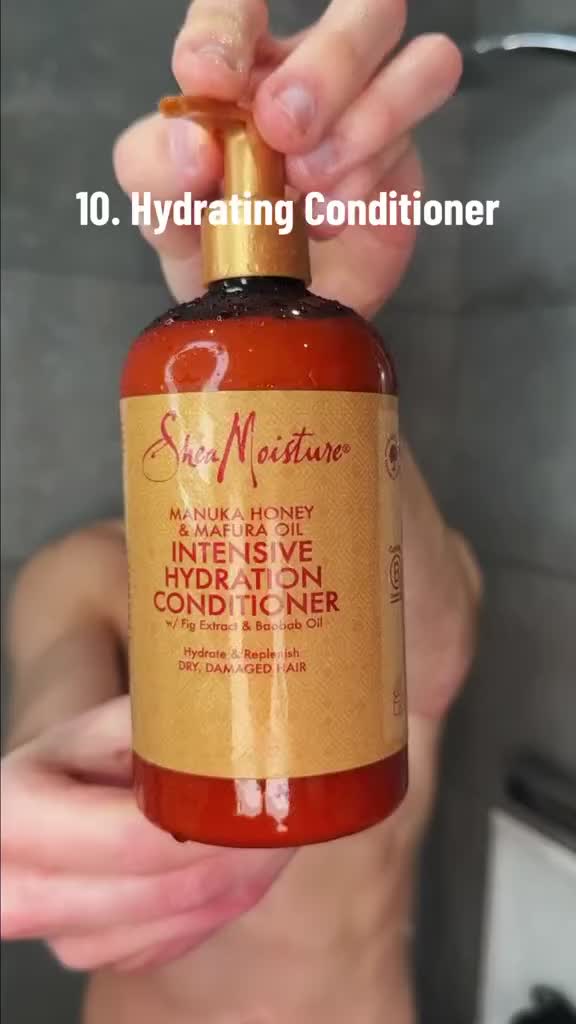 10. Hydrating Conditioner
SheaMoisture®
MANUKA HONEY
& MAFURA OIL
INTENSIVE
HYDRATION
CONDITIONER
w/ Fig Extract & Baobab Oil
Hydrate & Replenish
DRY, DAMAGED HAIR